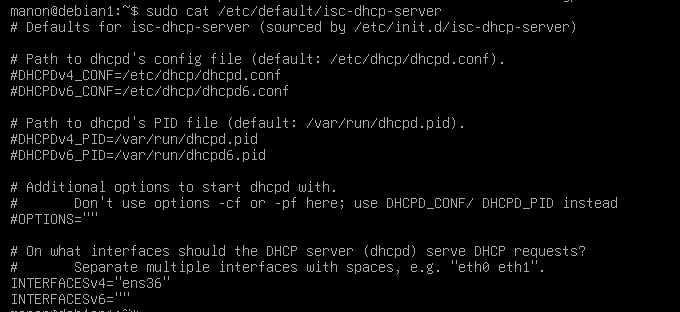 manon@debian1:~$ sudo cat /etc/default/isc-dhcp-server
# Defaults for isc-dhcp-server (sourced by /etc/init.d/isc-dhcp-server)
# Path to dhcpd's config file (default: /etc/dhcp/dhcpd.conf).
#DHCPDv4_CONF=/etc/dhcp/dhcpd.conf
#DHCPDv6_CONF=/etc/dhcp/dhcpd6.conf
# Path to dhcpd's PID file (default: /var/run/dhcpd.pid).
#DHCPDv4_PID=/var/run/dhcpd.pid
#DHCPDv6_PID=/var/run/dhcpd6.pid
# Additional options to start dhcpd with.
#       Don't use options -cf or -pf here; use DHCPD_CONF/ DHCPD_PID instead
#OPTIONS=""
# On what interfaces should the DHCP server (dhcpd) serve DHCP requests?
#       Separate multiple interfaces with spaces, e.g. "eth0 eth1".
INTERFACESv4="ens36"
INTERFACESv6=""